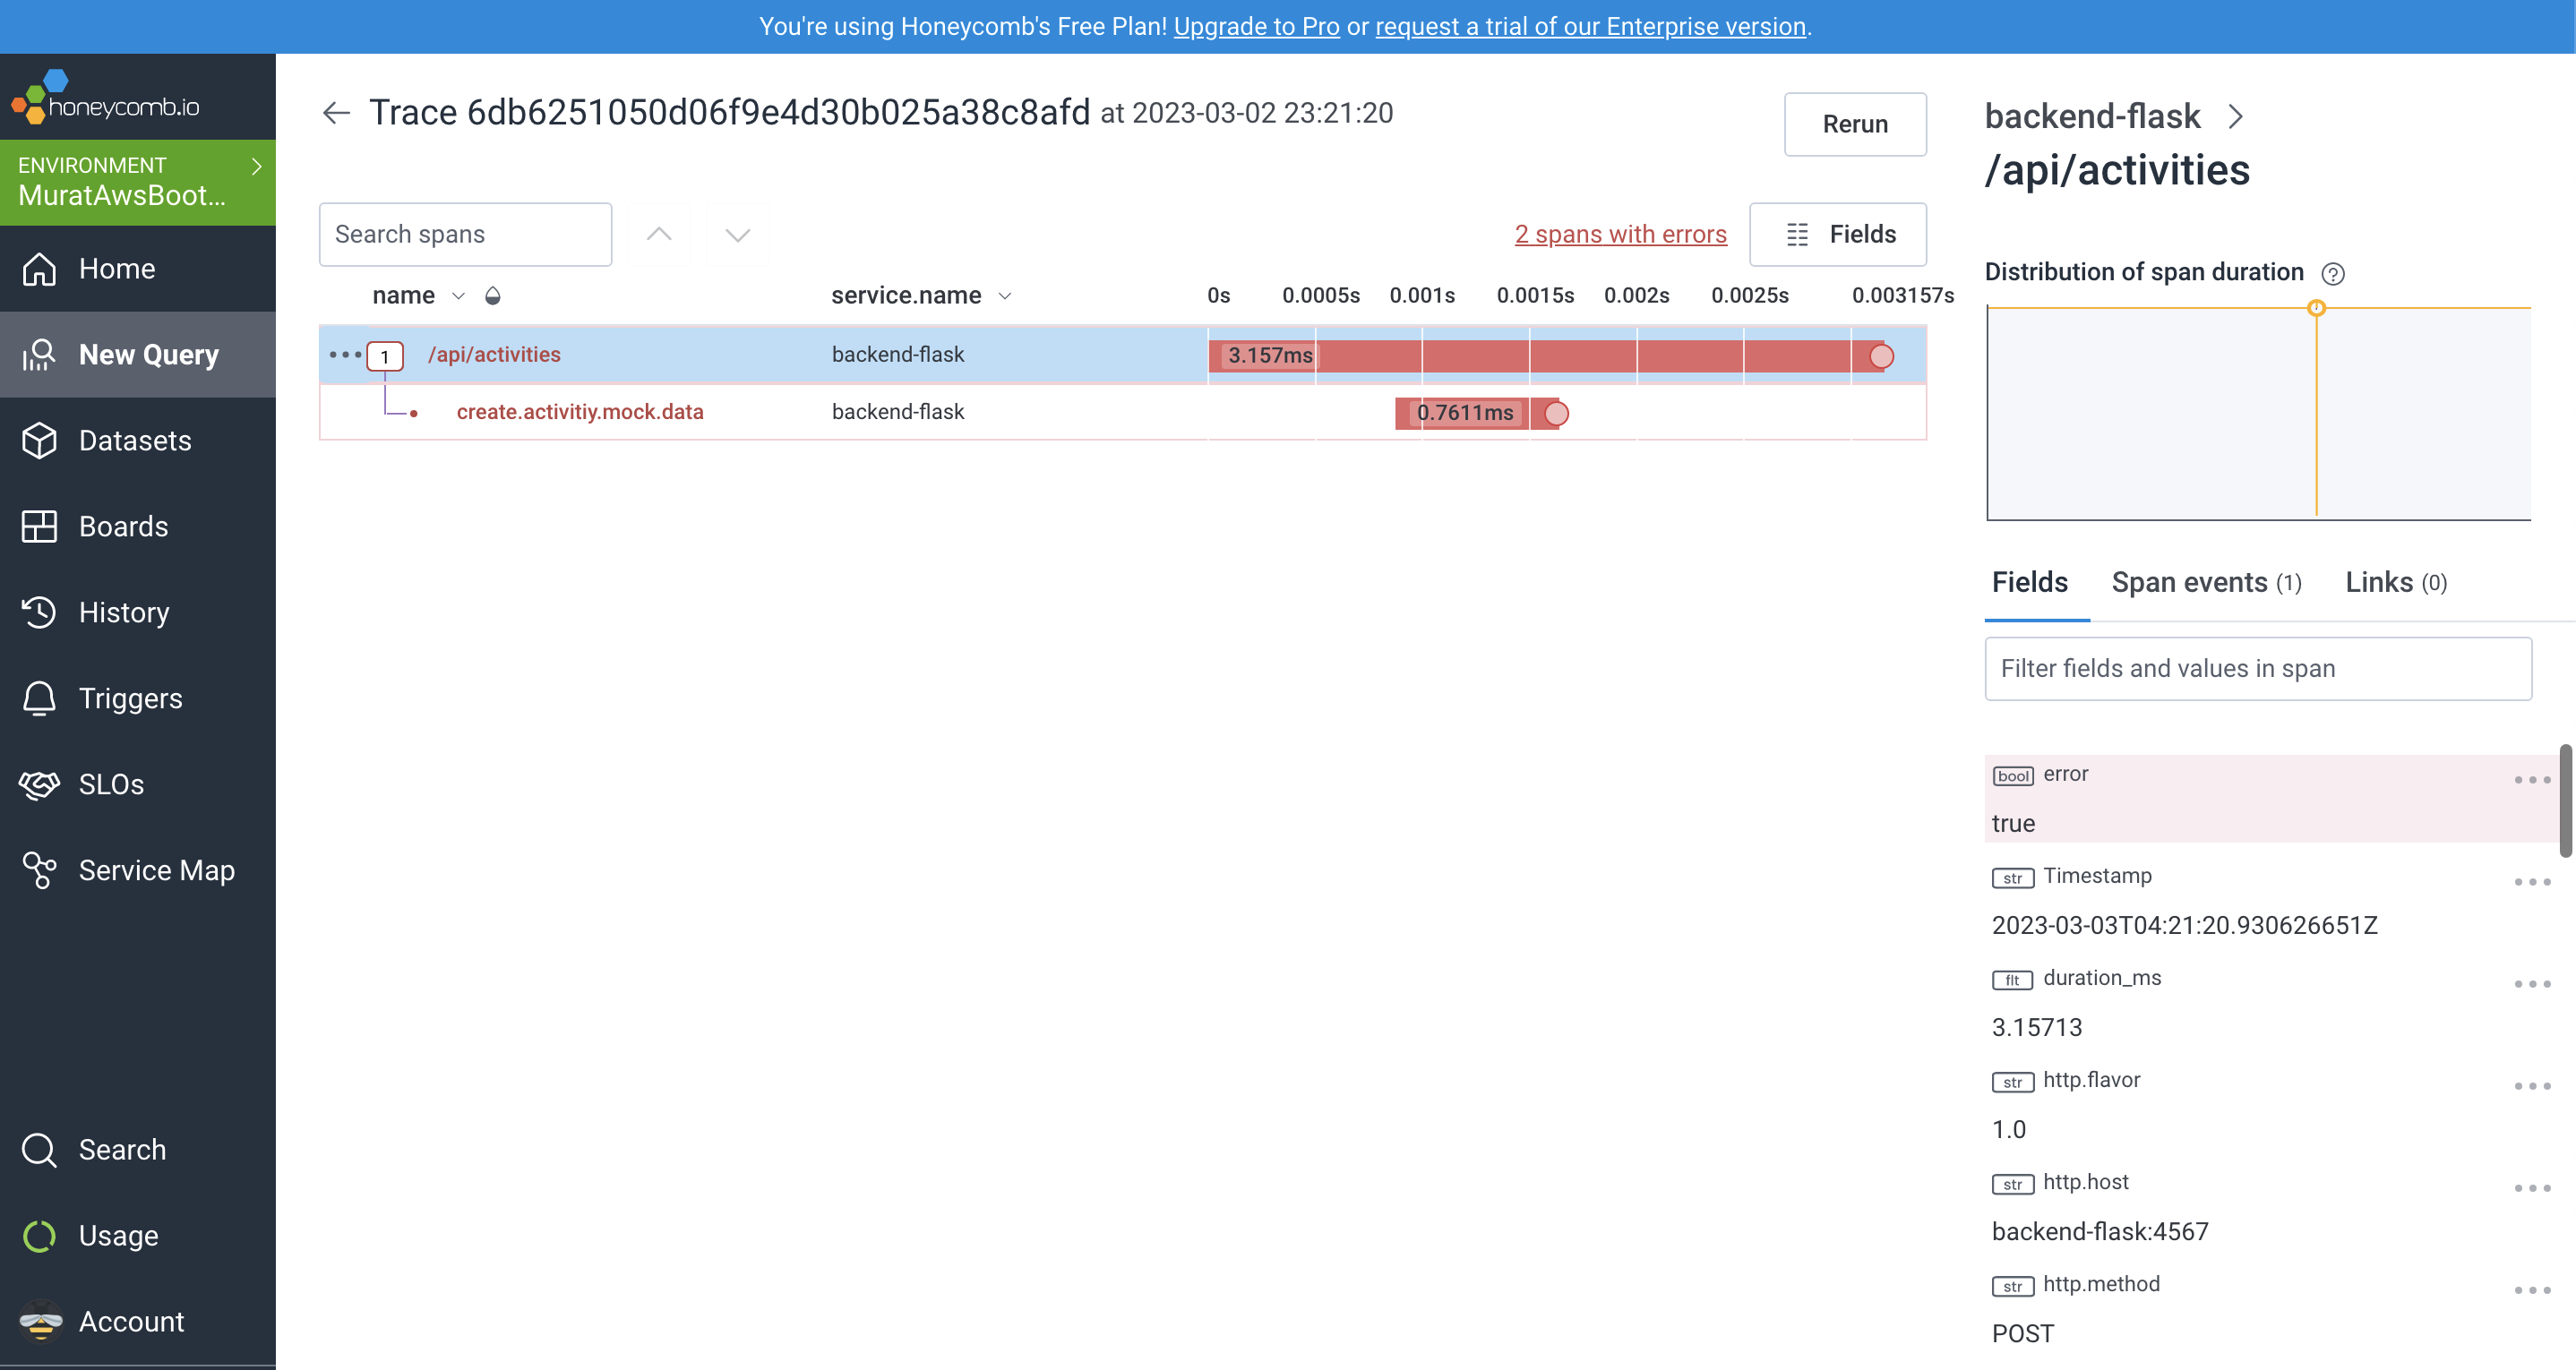 You're using Honeycomb's Free Plan! Upgrade to Pro or request a trial of our Enterprise version.
honeycomb.io
ENVIRONMENT
MuratAwsBoot...
Home
New Query
Datasets
Boards
History
Triggers
SLOs
Service Map
Search
Usage
Account
Trace 6db6251050d06f9e4d30b025a38c8afd at 2023-03-02 23:21:20
Rerun
Search spans
2 spans with errors
Fields
name service.name 0s 0.0005s 0.001s 0.0015s 0.002s 0.0025s 0.003157s
1 /api/activities backend-flask 3.157ms
create.activitiy.mock.data backend-flask 0.7611ms
backend-flask
/api/activities
Distribution of span duration
Fields Span events (1) Links (0)
Filter fields and values in span
bool error
true
str Timestamp
2023-03-03T04:21:20.930626651Z
flt duration_ms
3.15713
str http.flavor
1.0
str http.host
backend-flask:4567
str http.method
POST